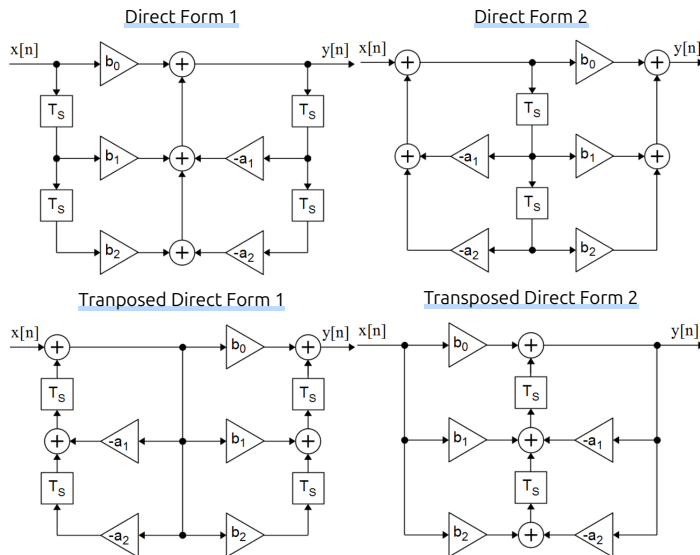 Direct Form 1
x[n]
y[n]
b0
+
TS
TS
b1
+
-a1
TS
TS
b2
+
-a2
Direct Form 2
x[n]
y[n]
+
b0
+
TS
+
-a1
b1
+
TS
-a2
b2
Tranposed Direct Form 1
x[n]
y[n]
+
b0
+
TS
TS
+
-a1
b1
+
TS
TS
-a2
b2
Transposed Direct Form 2
x[n]
y[n]
b0
+
TS
b1
+
-a1
TS
b2
+
-a2